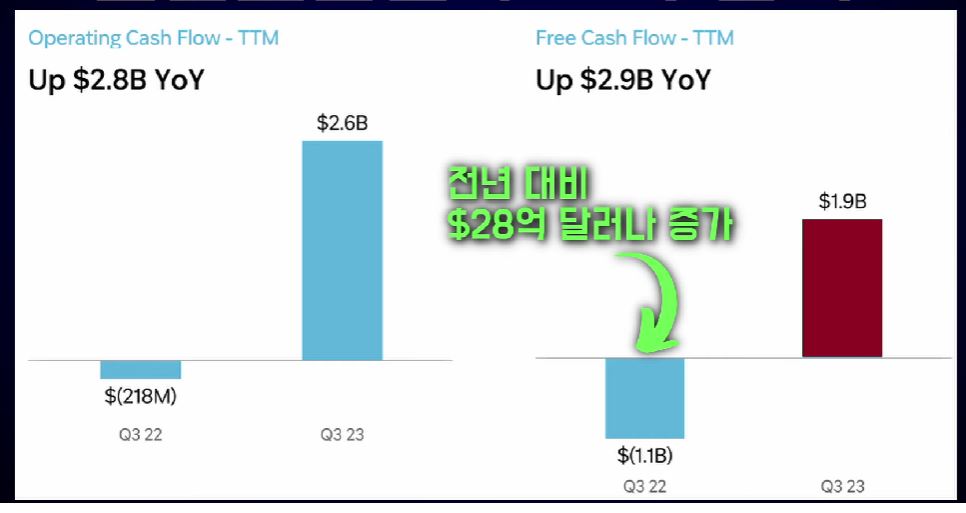 Operating Cash Flow - TTM
Up $2.8B YoY
$2.6B
$(218M)
Q3 22
Q3 23
Free Cash Flow - TTM
Up $2.9B YoY
전년 대비
$28억 달러나 증가
$1.9B
$(1.1B)
Q3 22
Q3 23